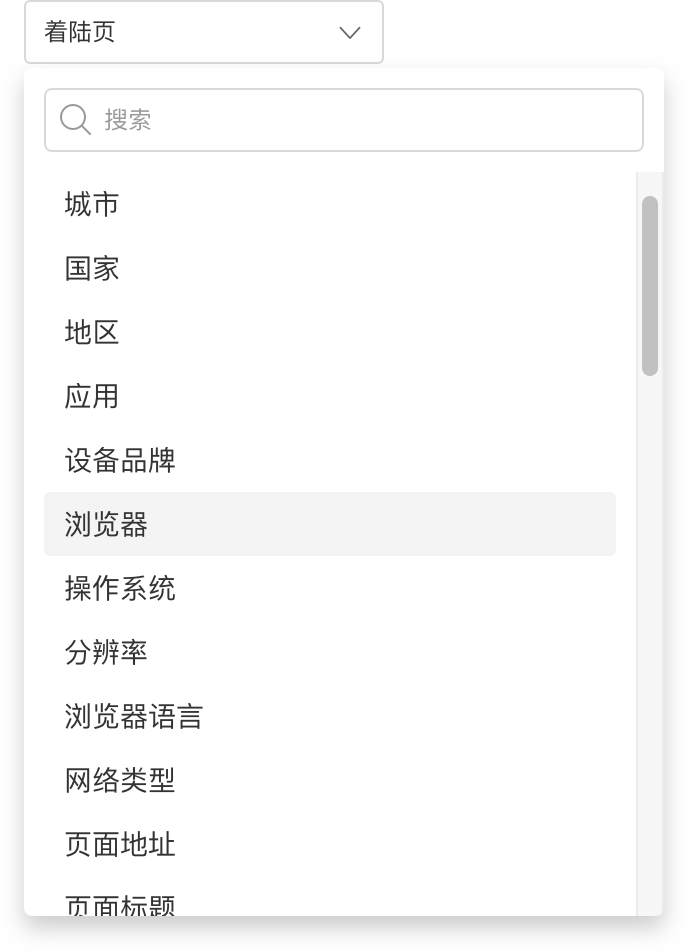 着陆页
搜索
城市
国家
地区
应用
设备品牌
浏览器
操作系统
分辨率
浏览器语言
网络类型
页面地址
页面标题